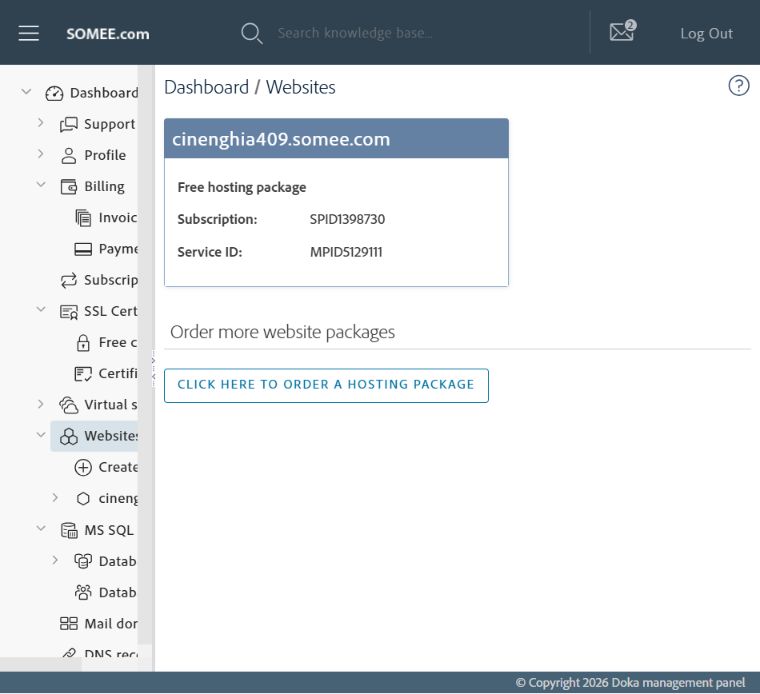 SOMEE.com
Search knowledge base...
2
Log Out
Dashboard
Support
Profile
Billing
Invoic
Payme
Subscrip
SSL Cert
Free c
Certifi
Virtual s
Websites
Create
cineng
MS SQL
Datab
Datab
Mail dor
DNS rec
Dashboard / Websites
?
cinenghia409.somee.com
Free hosting package
Subscription: SPID1398730
Service ID: MPID5129111
Order more website packages
CLICK HERE TO ORDER A HOSTING PACKAGE
© Copyright 2026 Doka management panel